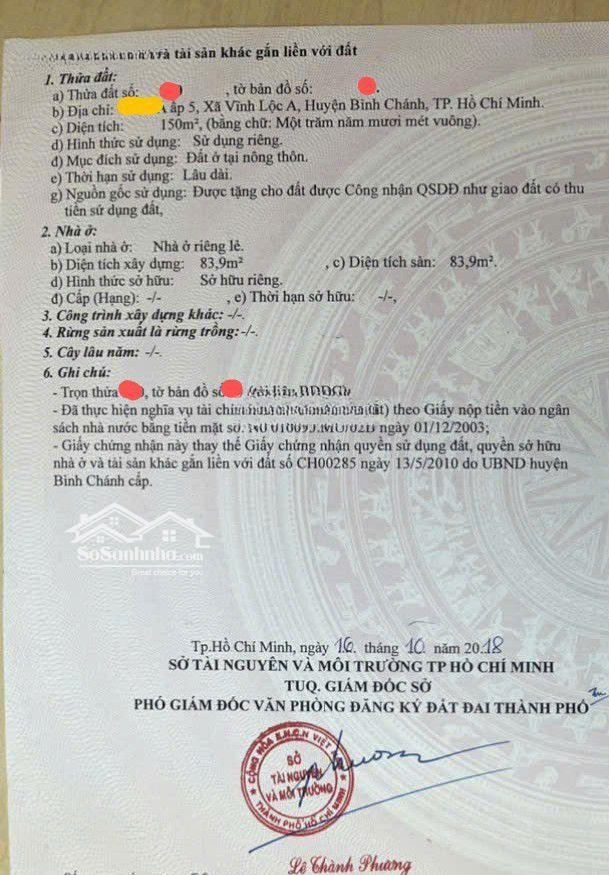 và tài sản khác gắn liền với đất
1. Thửa đất:
a) Thửa đất số: , tờ bản đồ số: .
b) Địa chỉ: ấp 5, Xã Vĩnh Lộc A, Huyện Bình Chánh, TP. Hồ Chí Minh.
c) Diện tích: 150m², (bằng chữ: Một trăm năm mươi mét vuông).
d) Hình thức sử dụng: Sử dụng riêng.
đ) Mục đích sử dụng: Đất ở tại nông thôn.
e) Thời hạn sử dụng: Lâu dài.
g) Nguồn gốc sử dụng: Được tặng cho đất được Công nhận QSDĐ như giao đất có thu
tiền sử dụng đất,
2. Nhà ở:
a) Loại nhà ở: Nhà ở riêng lẻ.
b) Diện tích xây dựng: 83,9m² , c) Diện tích sàn: 83,9m².
d) Hình thức sở hữu: Sở hữu riêng.
đ) Cấp (Hạng): -/- , e) Thời hạn sở hữu: -/-,
3. Công trình xây dựng khác: -/-.
4. Rừng sản xuất là rừng trồng: -/-.
5. Cây lâu năm: -/-.
6. Ghi chú:
- Trọn thửa , tờ bản đồ số
- Đã thực hiện nghĩa vụ tài chính theo Giấy nộp tiền vào ngân
sách nhà nước bằng tiền mặt số: ngày 01/12/2003;
- Giấy chứng nhận này thay thế Giấy chứng nhận quyền sử dụng đất, quyền sở hữu
nhà ở và tài sản khác gắn liền với đất số CH00285 ngày 13/5/2010 do UBND huyện
Bình Chánh cấp.
SoSanhnha.com
Great choice for you
Tp.Hồ Chí Minh, ngày 16 tháng 10 năm 2018
SỞ TÀI NGUYÊN VÀ MÔI TRƯỜNG TP HỒ CHÍ MINH
TUQ. GIÁM ĐỐC SỞ
PHÓ GIÁM ĐỐC VĂN PHÒNG ĐĂNG KÝ ĐẤT ĐAI THÀNH PHỐ
CỘNG HÒA X.H.C.N VIỆT NAM
SỞ
TÀI NGUYÊN
VÀ MÔI TRƯỜNG
THÀNH PHỐ HỒ CHÍ MINH
Lê Thành Phương